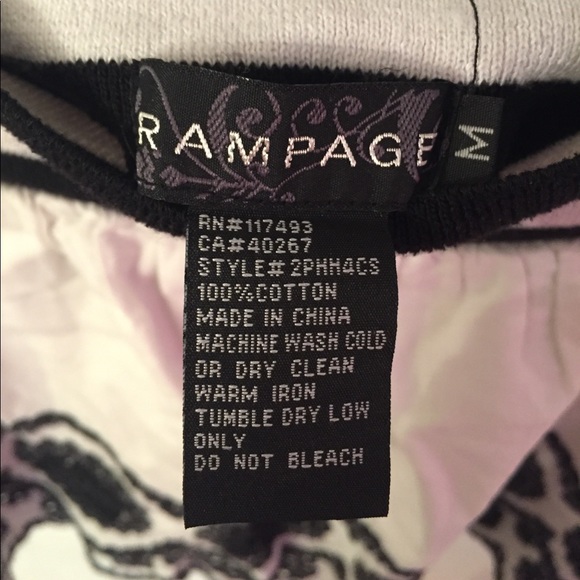 RAMPAGE
M
RN#117493
CA#40267
STYLE#2PHH4CS
100%COTTON
MADE IN CHINA
MACHINE WASH COLD
OR DRY CLEAN
WARM IRON
TUMBLE DRY LOW
ONLY
DO NOT BLEACH